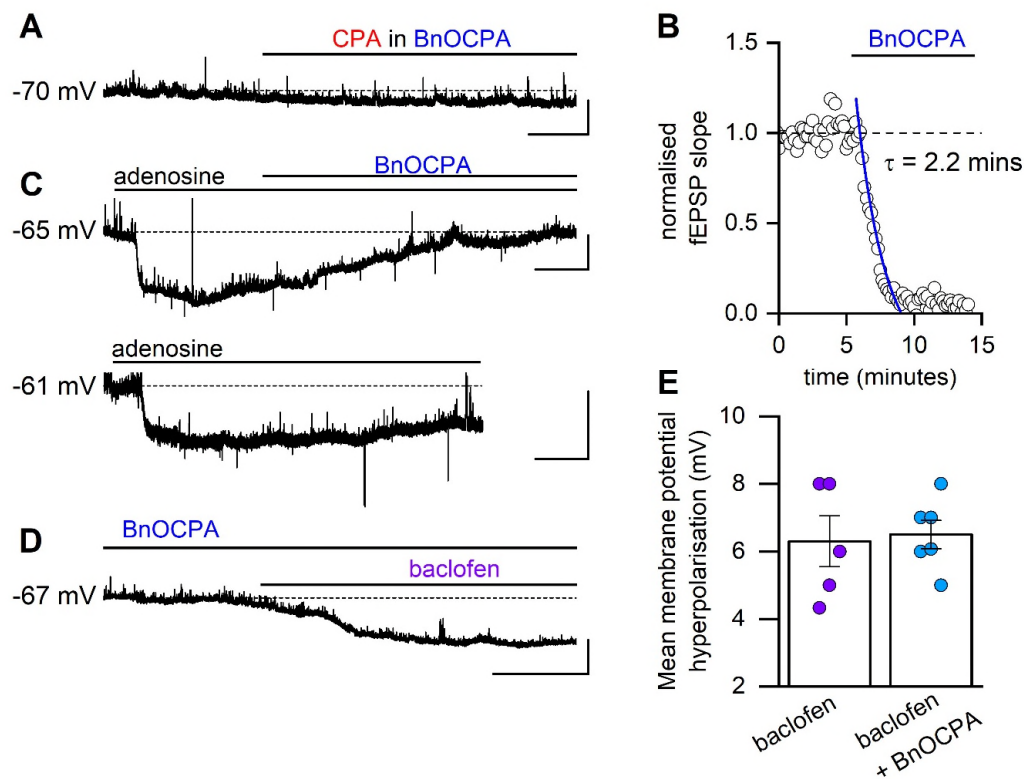 A
CPA in BnOCPA
-70 mV
C
BnOCPA
adenosine
-65 mV
adenosine
-61 mV
D
BnOCPA
baclofen
-67 mV
B
BnOCPA
1.5
1.0
0.5
0.0
τ = 2.2 mins
normalised
fEPSP slope
0 5 10 15
time (minutes)
E
10
8
6
4
2
Mean membrane potential
hyperpolarisation (mV)
baclofen
baclofen
+ BnOCPA